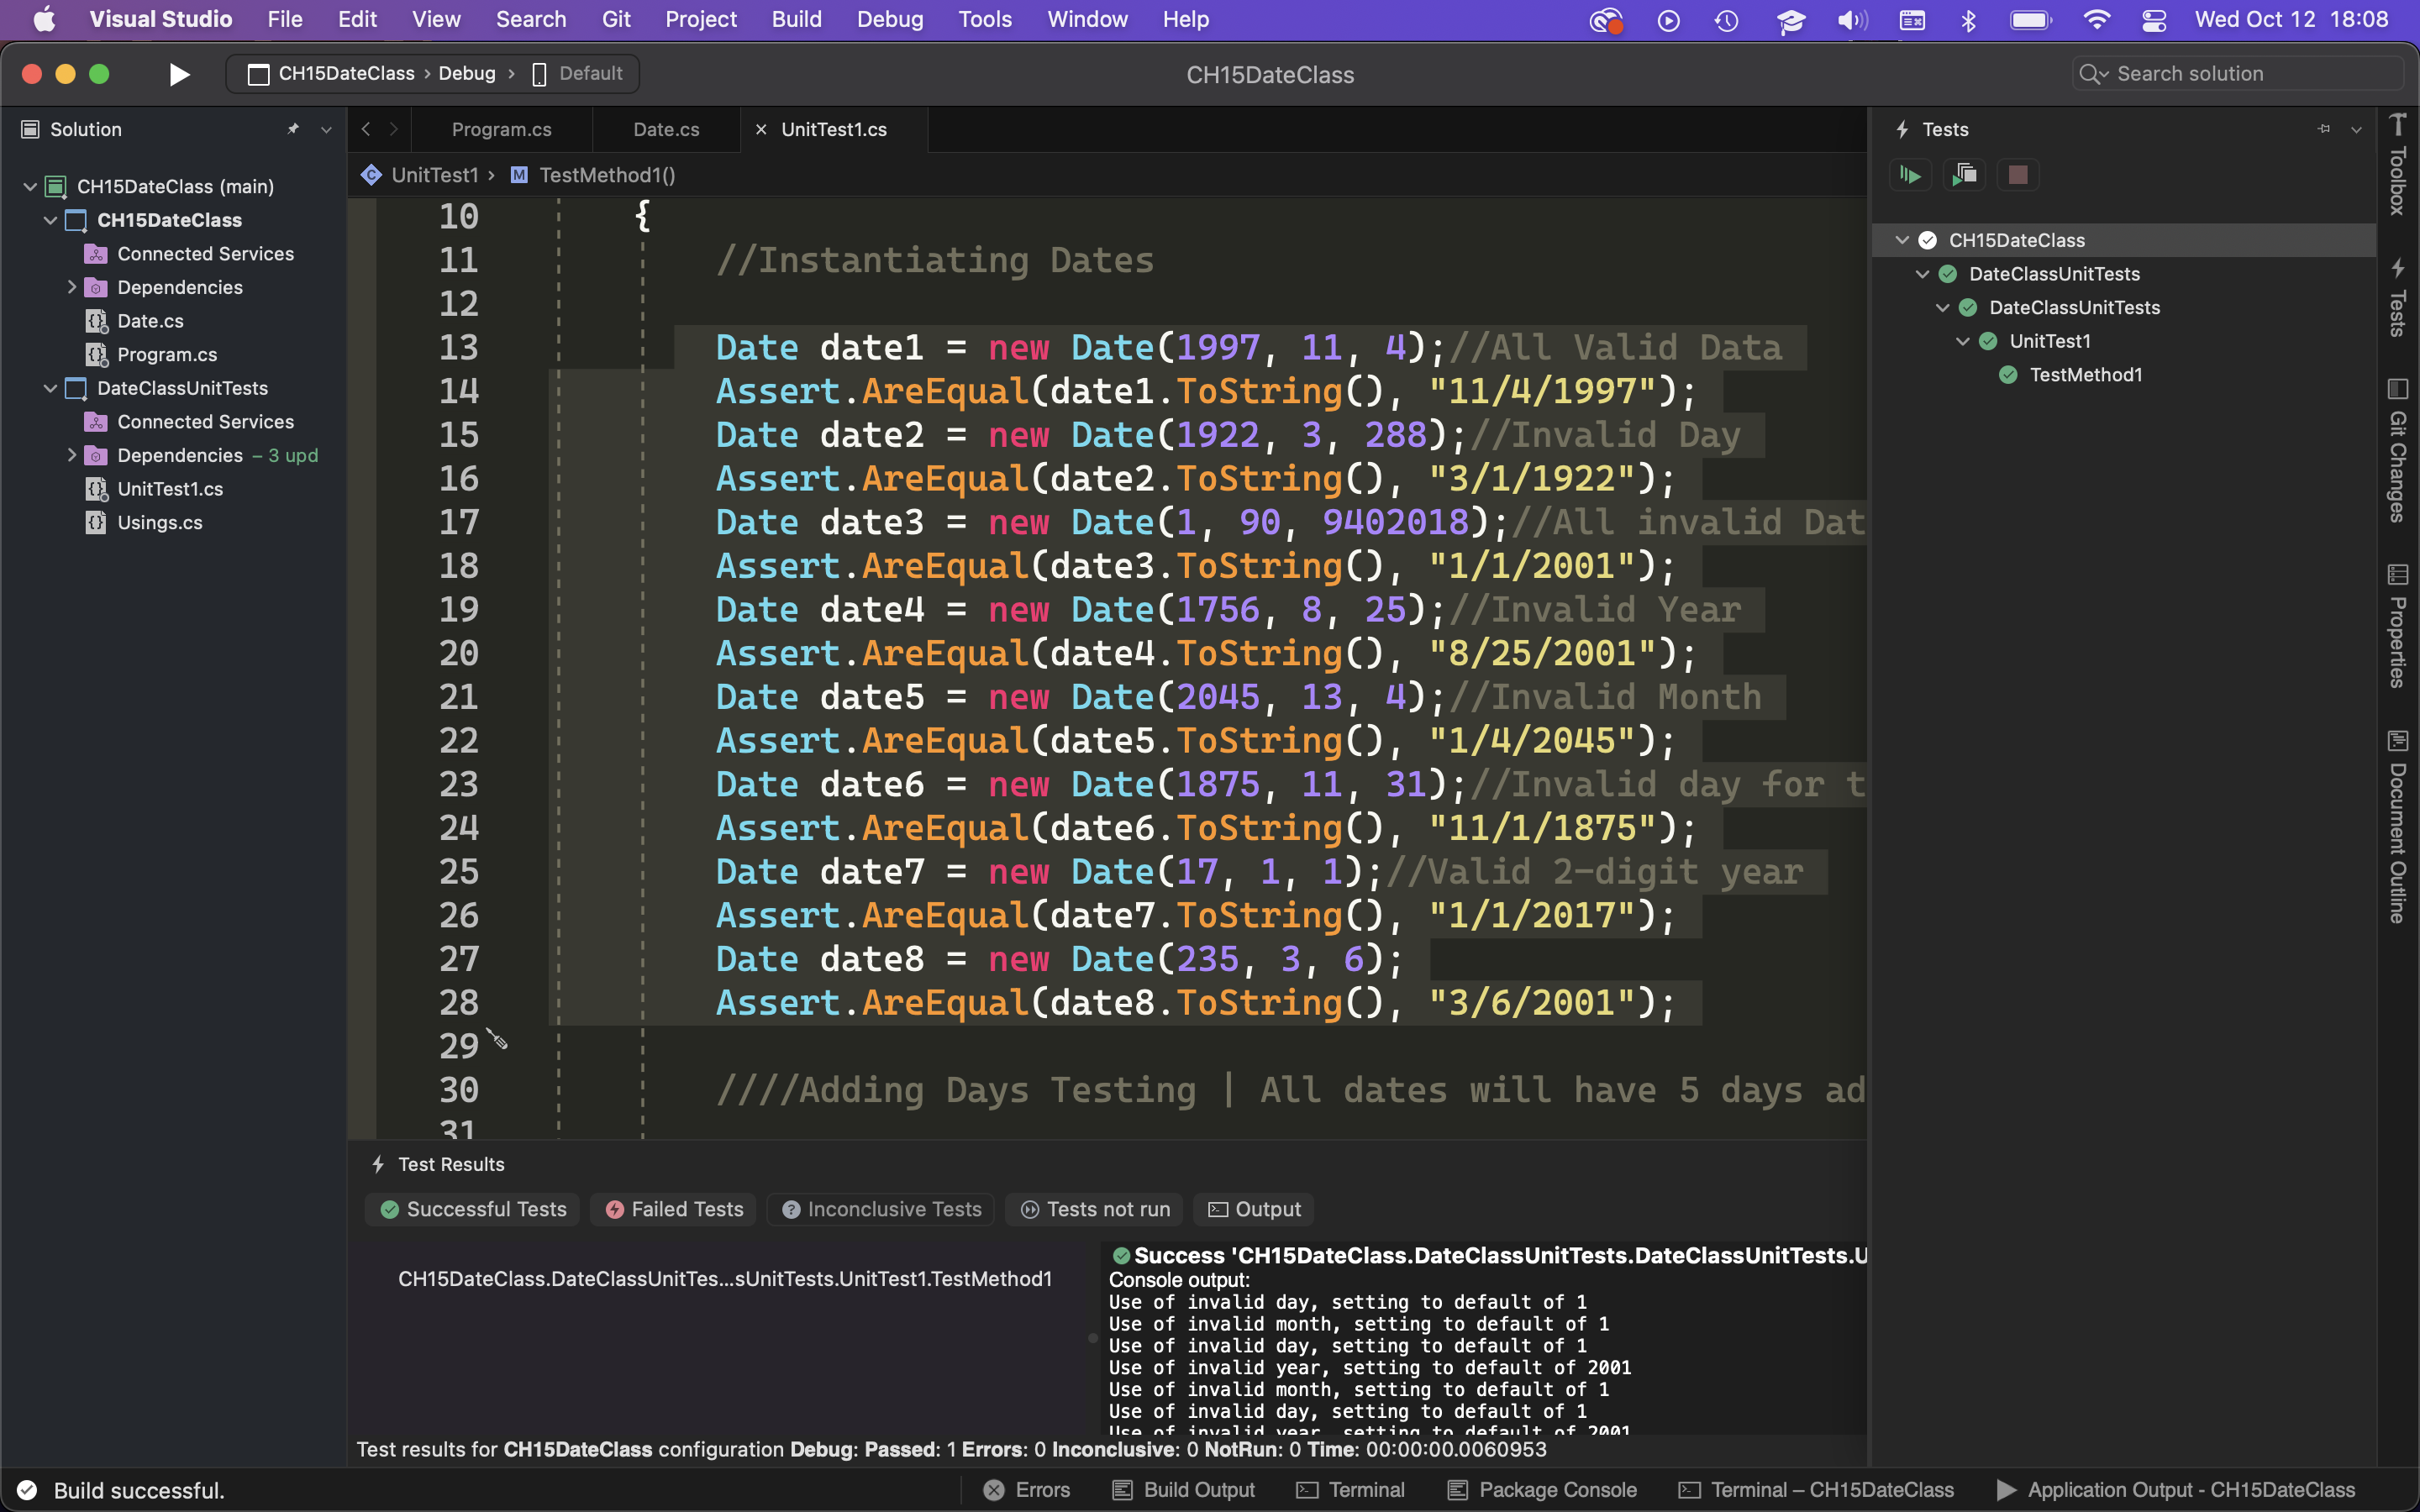 Visual Studio File Edit View Search Git Project Build Debug Tools Window Help Wed Oct 12 18:08
CH15DateClass › Debug › Default
CH15DateClass
Search solution
Solution
CH15DateClass (main)
CH15DateClass
Connected Services
Dependencies
Date.cs
Program.cs
DateClassUnitTests
Connected Services
Dependencies – 3 upd
UnitTest1.cs
Usings.cs
Program.cs Date.cs UnitTest1.cs
UnitTest1 › M TestMethod1()
10 {
11 //Instantiating Dates
12
13 Date date1 = new Date(1997, 11, 4);//All Valid Data
14 Assert.AreEqual(date1.ToString(), "11/4/1997");
15 Date date2 = new Date(1922, 3, 288);//Invalid Day
16 Assert.AreEqual(date2.ToString(), "3/1/1922");
17 Date date3 = new Date(1, 90, 9402018);//All invalid Dat
18 Assert.AreEqual(date3.ToString(), "1/1/2001");
19 Date date4 = new Date(1756, 8, 25);//Invalid Year
20 Assert.AreEqual(date4.ToString(), "8/25/2001");
21 Date date5 = new Date(2045, 13, 4);//Invalid Month
22 Assert.AreEqual(date5.ToString(), "1/4/2045");
23 Date date6 = new Date(1875, 11, 31);//Invalid day for t
24 Assert.AreEqual(date6.ToString(), "11/1/1875");
25 Date date7 = new Date(17, 1, 1);//Valid 2-digit year
26 Assert.AreEqual(date7.ToString(), "1/1/2017");
27 Date date8 = new Date(235, 3, 6);
28 Assert.AreEqual(date8.ToString(), "3/6/2001");
29
30 ////Adding Days Testing | All dates will have 5 days ad
31
Tests
CH15DateClass
DateClassUnitTests
DateClassUnitTests
UnitTest1
TestMethod1
Toolbox
Tests
Git Changes
Properties
Document Outline
Test Results
Successful Tests Failed Tests Inconclusive Tests Tests not run Output
CH15DateClass.DateClassUnitTes...sUnitTests.UnitTest1.TestMethod1
Success 'CH15DateClass.DateClassUnitTests.DateClassUnitTests.U
Console output:
Use of invalid day, setting to default of 1
Use of invalid month, setting to default of 1
Use of invalid day, setting to default of 1
Use of invalid year, setting to default of 2001
Use of invalid month, setting to default of 1
Use of invalid day, setting to default of 1
Use of invalid year, setting to default of 2001
Test results for CH15DateClass configuration Debug: Passed: 1 Errors: 0 Inconclusive: 0 NotRun: 0 Time: 00:00:00.0060953
Build successful.
Errors Build Output Terminal Package Console Terminal – CH15DateClass Application Output - CH15DateClass